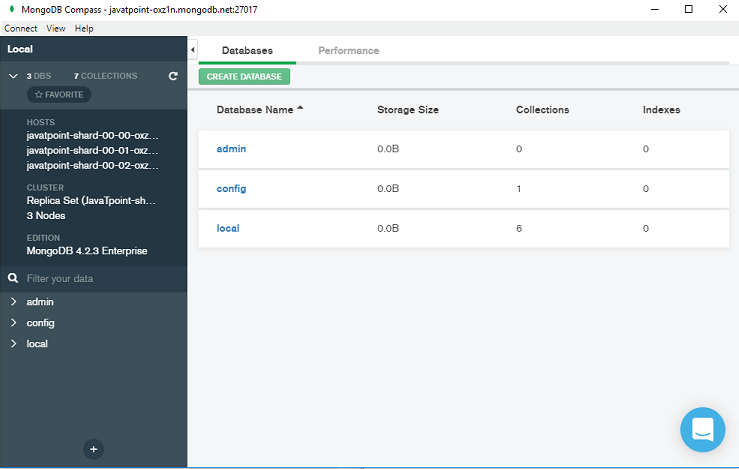 MongoDB Compass - javatpoint-oxz1n.mongodb.net:27017
Connect View Help
Local
3 DBS 7 COLLECTIONS
FAVORITE
HOSTS
javatpoint-shard-00-00-oxz...
javatpoint-shard-00-01-oxz...
javatpoint-shard-00-02-oxz...
CLUSTER
Replica Set (JavaTpoint-sh...
3 Nodes
EDITION
MongoDB 4.2.3 Enterprise
Filter your data
admin
config
local
Databases Performance
CREATE DATABASE
Database Name Storage Size Collections Indexes
admin 0.0B 0 0
config 0.0B 1 0
local 0.0B 6 0